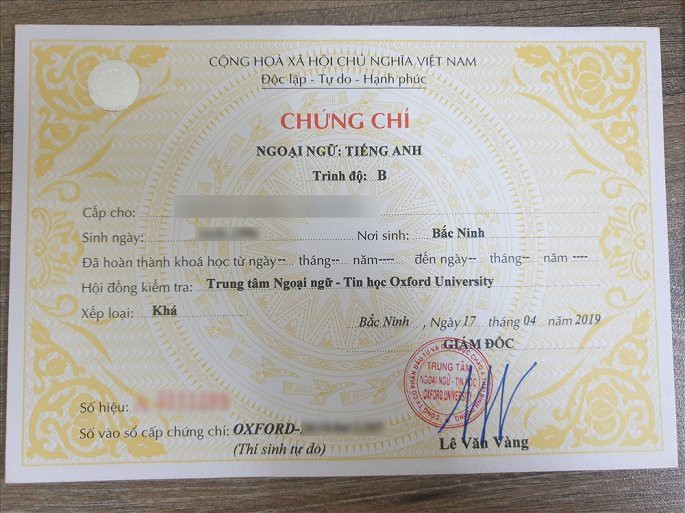 CỘNG HOÀ XÃ HỘI CHỦ NGHĨA VIỆT NAM
Độc lập - Tự do - Hạnh phúc
CHỨNG CHỈ
NGOẠI NGỮ: TIẾNG ANH
Trình độ: B
Cấp cho:
Sinh ngày: Nơi sinh: Bắc Ninh
Đã hoàn thành khoá học từ ngày-- tháng-- năm---- đến ngày-- tháng-- năm ----
Hội đồng kiểm tra: Trung tâm Ngoại ngữ - Tin học Oxford University
Xếp loại: Khá
Bắc Ninh, Ngày 17 tháng 04 năm 2019
GIÁM ĐỐC
TRUNG TÂM
NGOẠI NGỮ - TIN HỌC
OXFORD UNIVERSITY
Số hiệu:
Số vào sổ cấp chứng chỉ: OXFORD-
(Thí sinh tự do)
Lê Văn Vàng